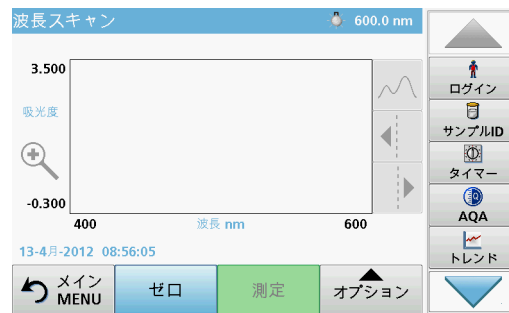 波長スキャン
600.0 nm
3.500
吸光度
-0.300
400
波長 nm
600
13-4月-2012 08:56:05
メイン
MENU
ゼロ
測定
オプション
ログイン
サンプルID
タイマー
AQA
トレンド